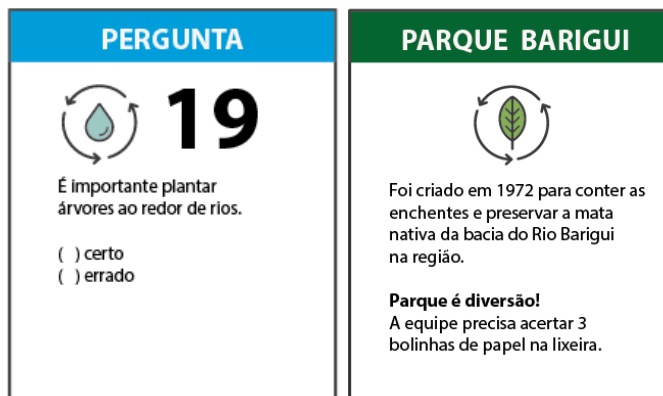 PERGUNTA
19
É importante plantar
árvores ao redor de rios.
( ) certo
( ) errado
PARQUE BARIGUI
Foi criado em 1972 para conter as
enchentes e preservar a mata
nativa da bacia do Rio Barigui
na região.
Parque é diversão!
A equipe precisa acertar 3
bolinhas de papel na lixeira.